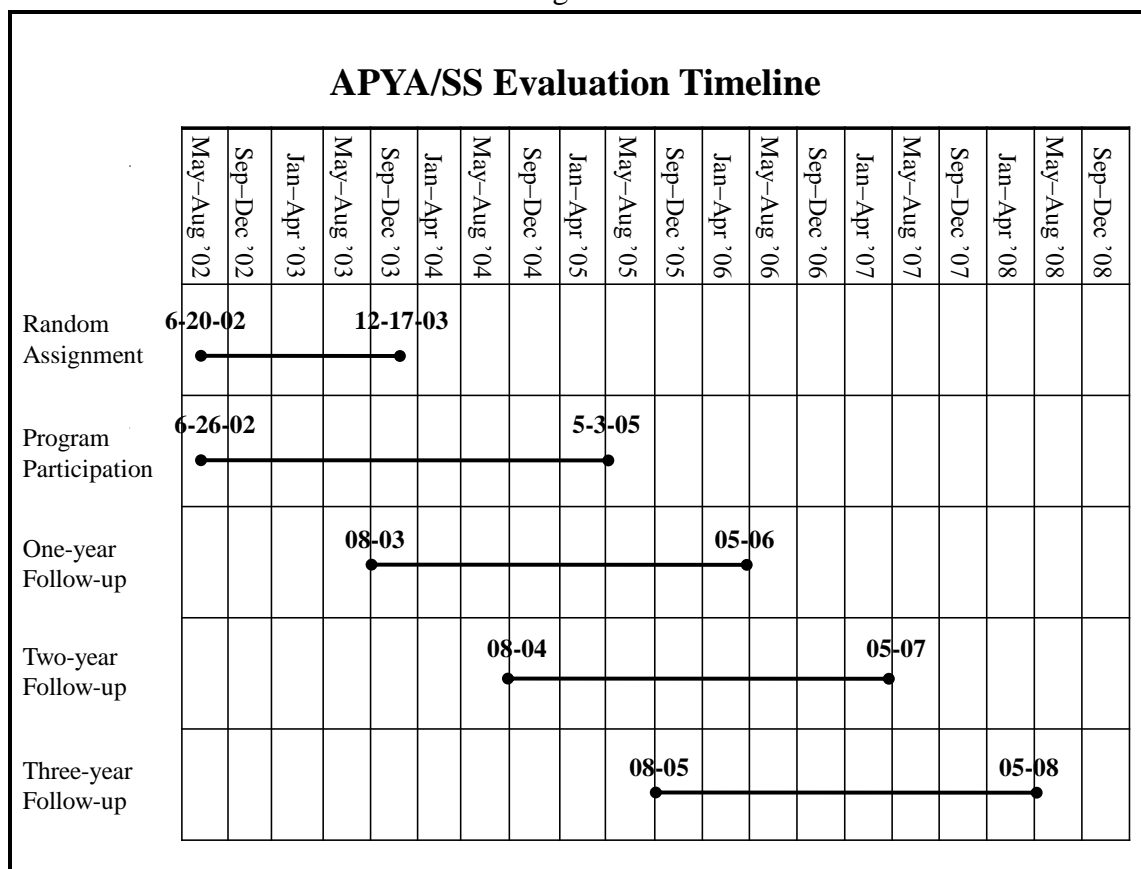 APYA/SS Evaluation Timeline
May–Aug ’02
Sep–Dec ’02
Jan–Apr ’03
May–Aug ’03
Sep–Dec ’03
Jan–Apr ’04
May–Aug ’04
Sep–Dec ’04
Jan–Apr ’05
May–Aug ’05
Sep–Dec ’05
Jan–Apr ’06
May–Aug ’06
Sep–Dec ’06
Jan–Apr ’07
May–Aug ’07
Sep–Dec ’07
Jan–Apr ’08
May–Aug ’08
Sep–Dec ’08
Random
Assignment
6-20-02
12-17-03
Program
Participation
6-26-02
5-3-05
One-year
Follow-up
08-03
05-06
Two-year
Follow-up
08-04
05-07
Three-year
Follow-up
08-05
05-08